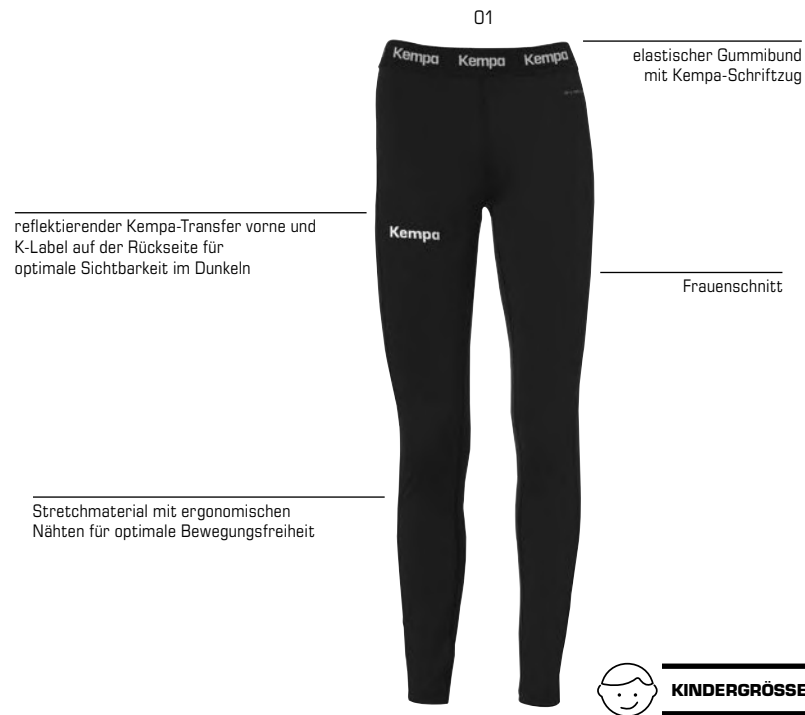 01
Kempa Kempa Kempa
elastischer Gummibund
mit Kempa-Schriftzug
reflektierender Kempa-Transfer vorne und
K-Label auf der Rückseite für
optimale Sichtbarkeit im Dunkeln
Kempa
Frauenschnitt
Stretchmaterial mit ergonomischen
Nähten für optimale Bewegungsfreiheit
KINDERGRÖSSE